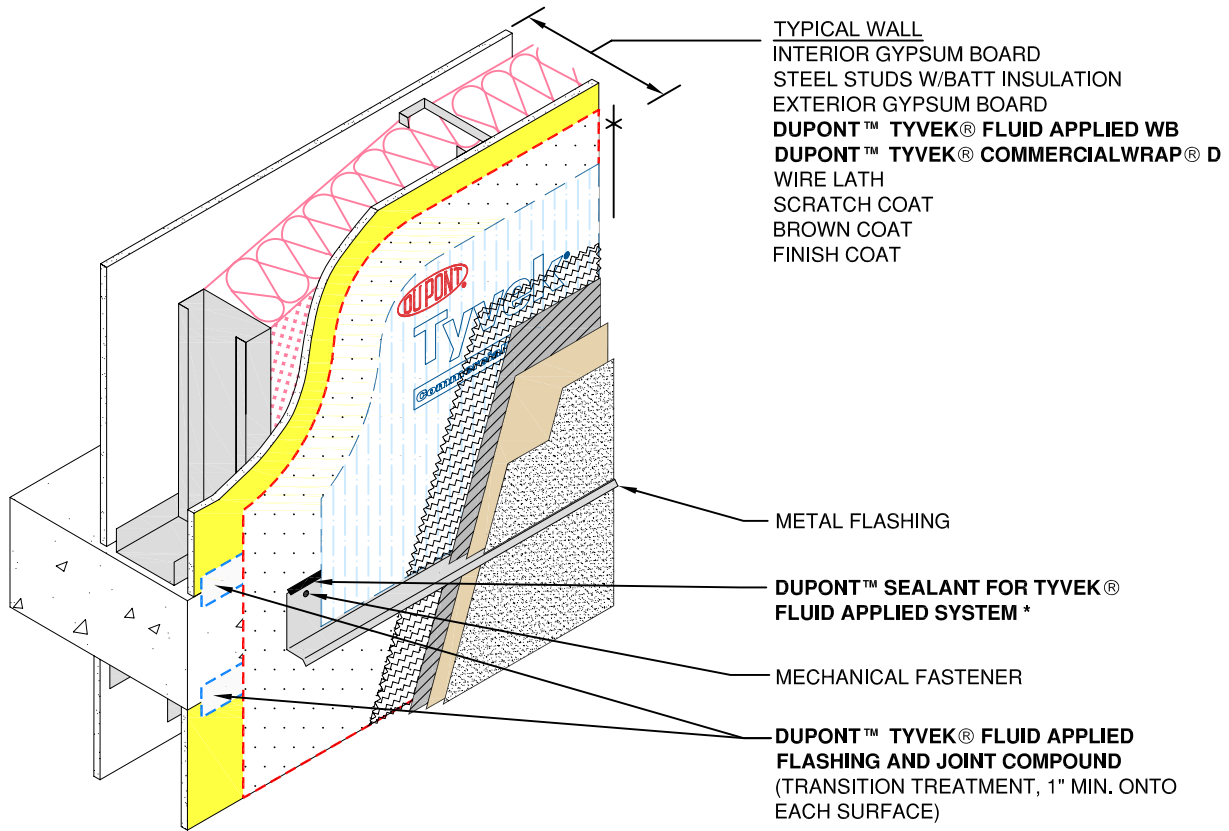 TYPICAL WALL
INTERIOR GYPSUM BOARD
STEEL STUDS W/BATT INSULATION
EXTERIOR GYPSUM BOARD
DUPONT™ TYVEK® FLUID APPLIED WB
DUPONT™ TYVEK® COMMERCIALWRAP® D
WIRE LATH
SCRATCH COAT
BROWN COAT
FINISH COAT
DUPONT®
Tyvek®
Commercial
METAL FLASHING
DUPONT™ SEALANT FOR TYVEK®
FLUID APPLIED SYSTEM *
MECHANICAL FASTENER
DUPONT™ TYVEK® FLUID APPLIED
FLASHING AND JOINT COMPOUND
(TRANSITION TREATMENT, 1" MIN. ONTO
EACH SURFACE)